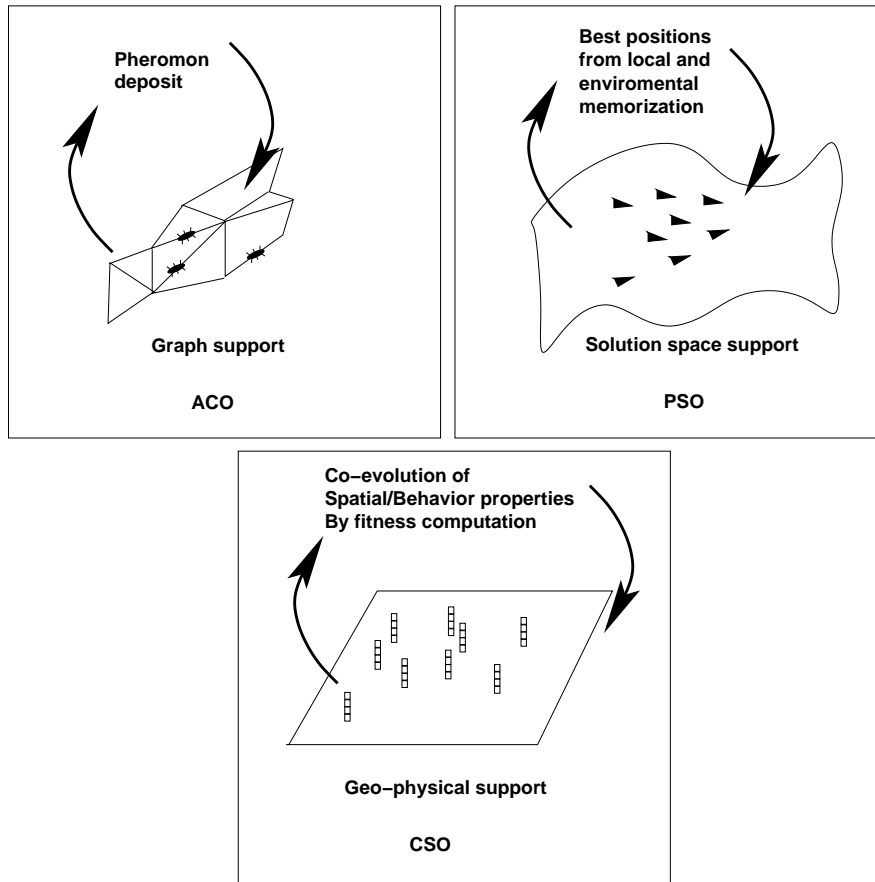 Pheromon
deposit
Graph support
ACO
Best positions
from local and
enviromental
memorization
Solution space support
PSO
Co−evolution of
Spatial/Behavior properties
By fitness computation
Geo−physical support
CSO